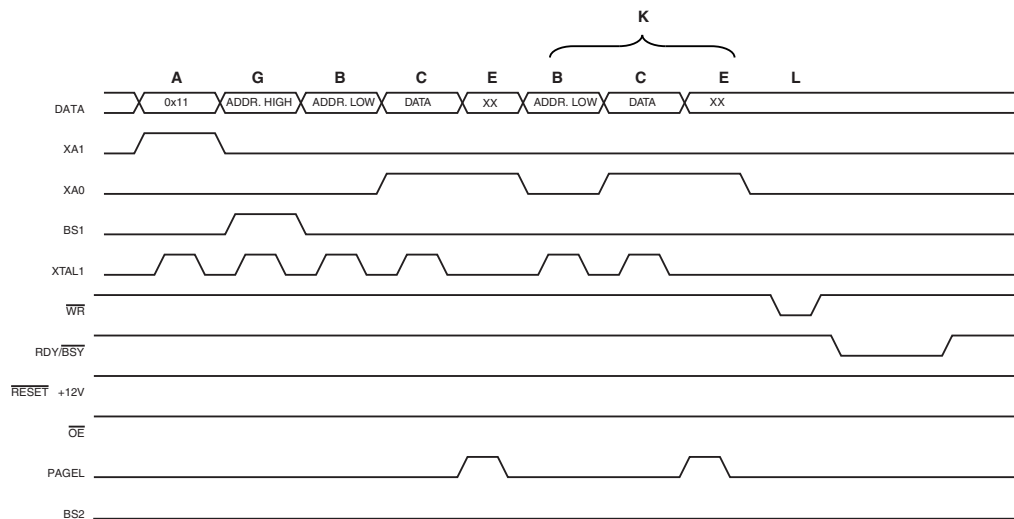 K
A G B C E B C E L
DATA 0x11 ADDR. HIGH ADDR. LOW DATA XX ADDR. LOW DATA XX
XA1
XA0
BS1
XTAL1
WR
RDY/BSY
RESET +12V
OE
PAGEL
BS2